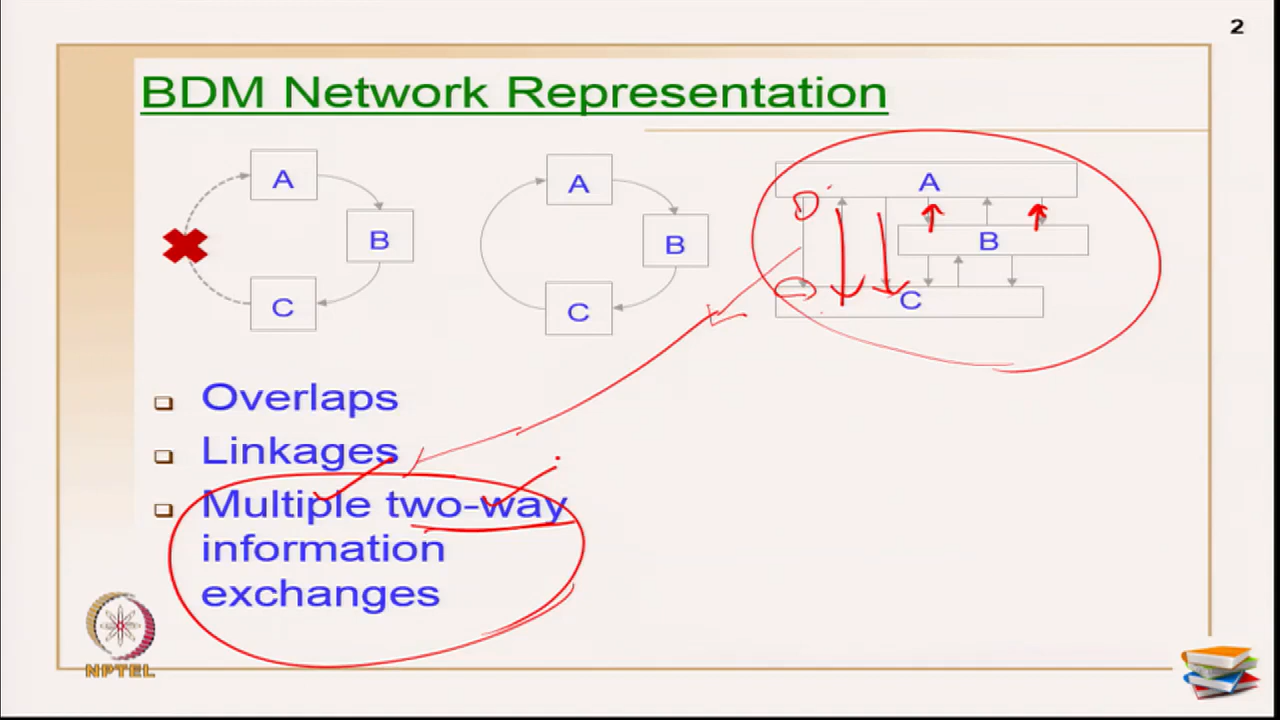 2
BDM Network Representation
A
B
C
A
B
C
A
B
C
Overlaps
Linkages
Multiple two-way
information
exchanges
NPTEL